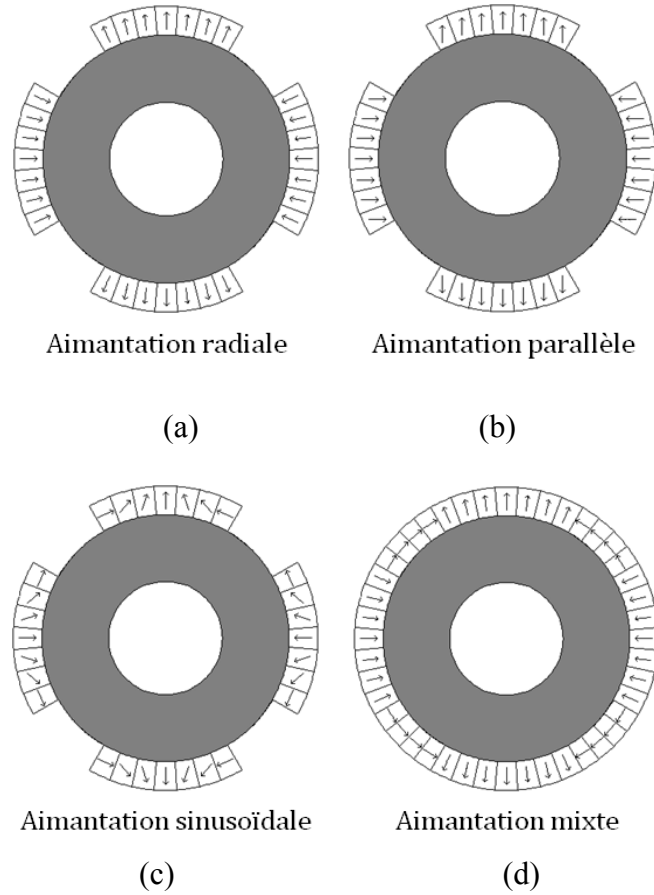 Aimantation radiale
Aimantation parallèle
(a)
(b)
Aimantation sinusoïdale
Aimantation mixte
(c)
(d)